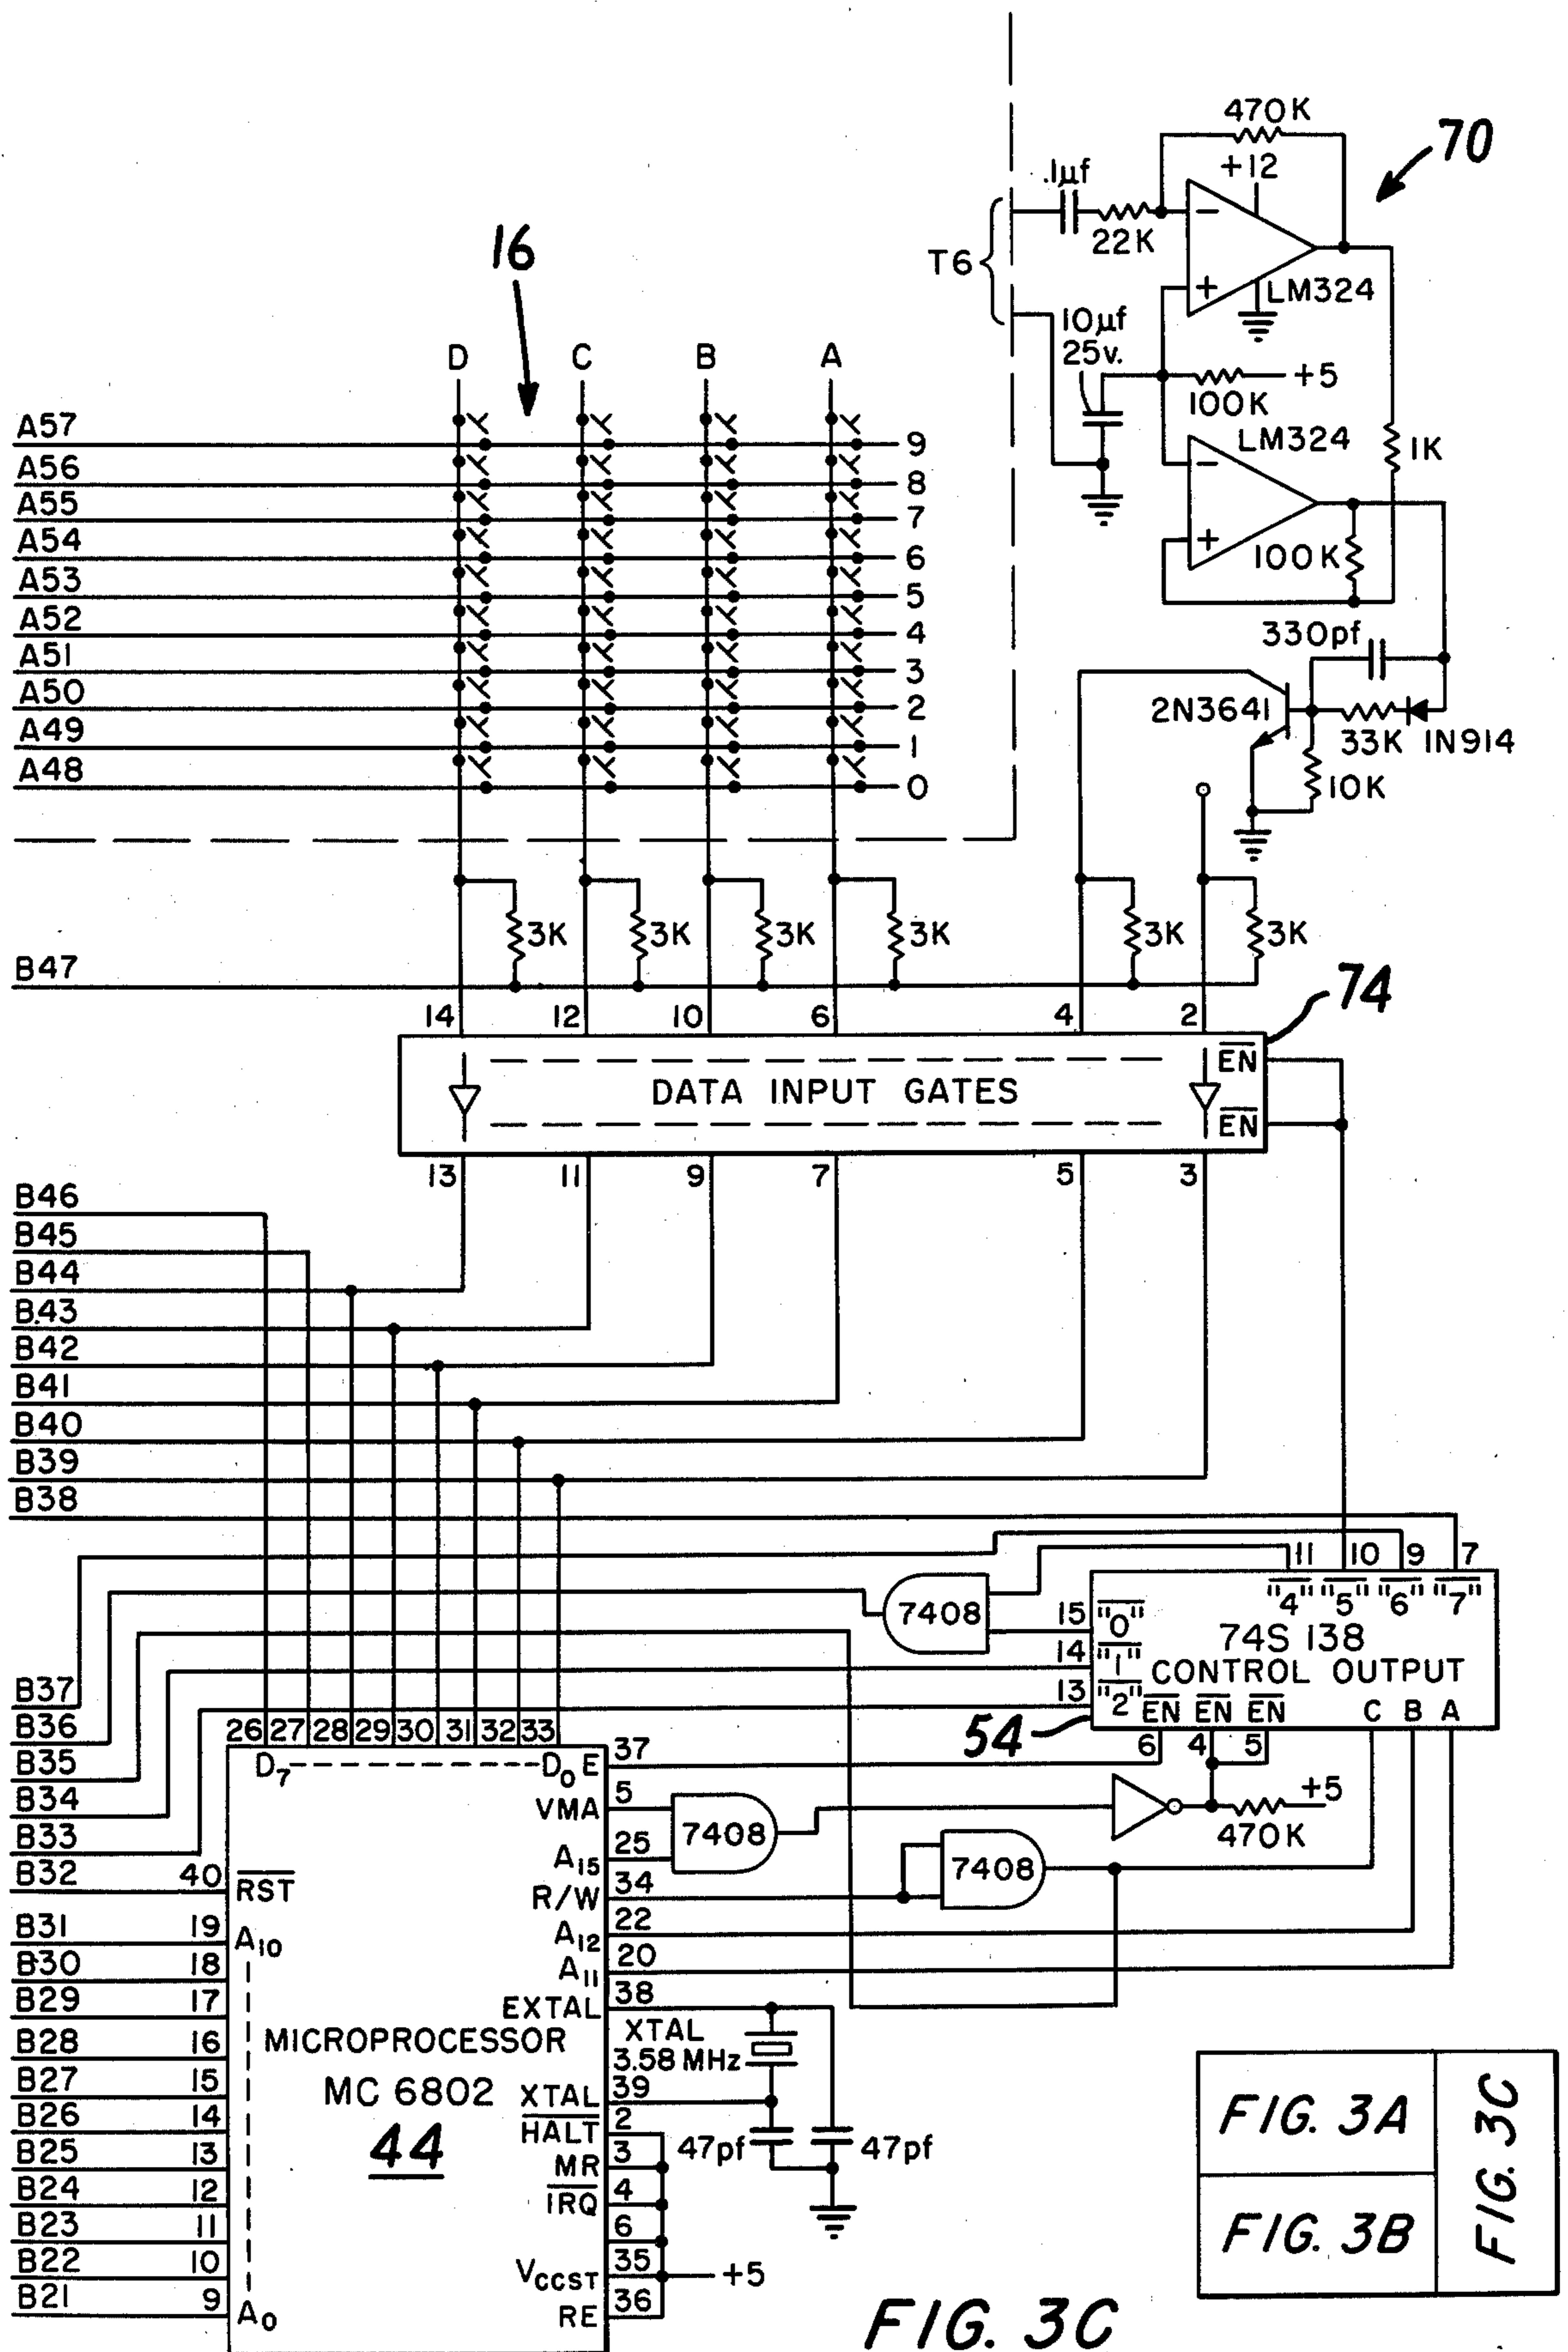 470K
70
+12
.1µf
22K
16
T6
LM324
10µf
25v.
D C B A
+5
100K
A57 9
LM324
1K
A56 8
A55 7
A54 6
100K
A53 5
A52 4
330pf
A51 3
A50 2
2N3641
33K 1N914
A49 1
A48 0
10K
3K 3K 3K 3K 3K 3K
B47
74
14 12 10 6 4 2
EN
DATA INPUT GATES
EN
13 11 9 7 5 3
B46
B45
B44
B43
B42
B41
B40
B39
B38
11 10 9 7
"4" "5" "6" "7"
7408
15 "0"
74S 138
14 "1"
CONTROL OUTPUT
13 "2"
EN EN EN C B A
54
6 4 5
B37
B36
B35
B34
B33
B32
26 27 28 29 30 31 32 33
D7 D0 E 37
VMA 5
7408
+5
470K
A15 25
7408
40 RST
R/W 34
B31 19 A10
A12 22
B30 18
A11 20
B29 17
EXTAL 38
B28 16
MICROPROCESSOR
XTAL
3.58 MHz
B27 15
MC 6802
XTAL 39
B26 14
HALT 2
44
47pf 47pf
B25 13
MR 3
B24 12
IRQ 4
B23 11
6
B22 10
VCCST 35
+5
B21 9 A0
RE 36
FIG. 3A
FIG. 3B
FIG. 3C
FIG. 3C